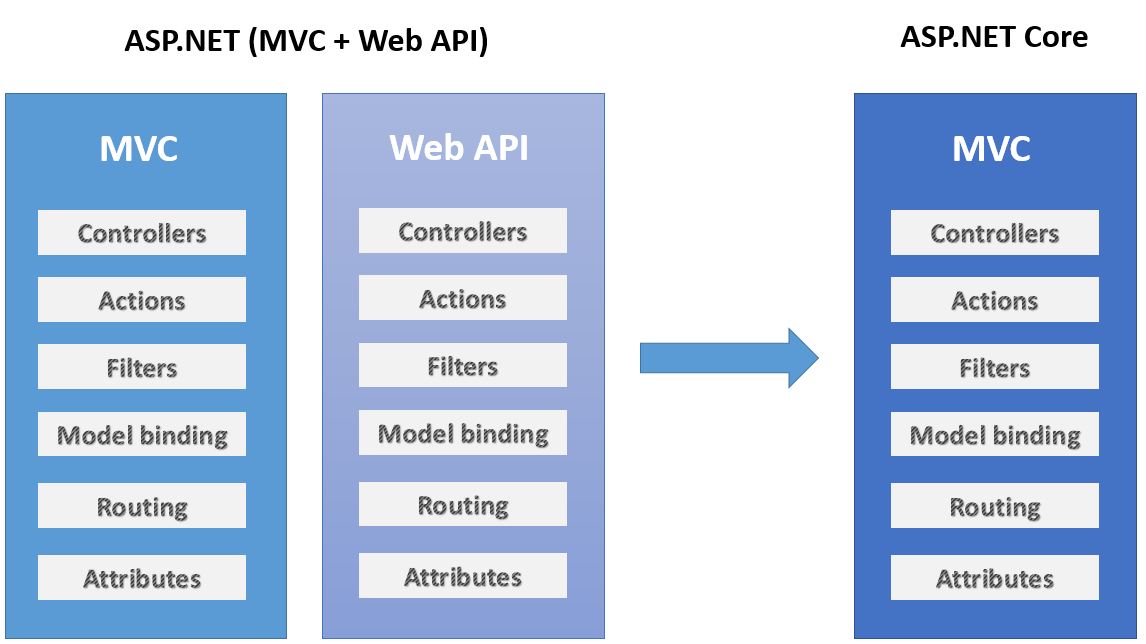 ASP.NET (MVC + Web API)
ASP.NET Core
MVC
Controllers
Actions
Filters
Model binding
Routing
Attributes
Web API
Controllers
Actions
Filters
Model binding
Routing
Attributes
MVC
Controllers
Actions
Filters
Model binding
Routing
Attributes